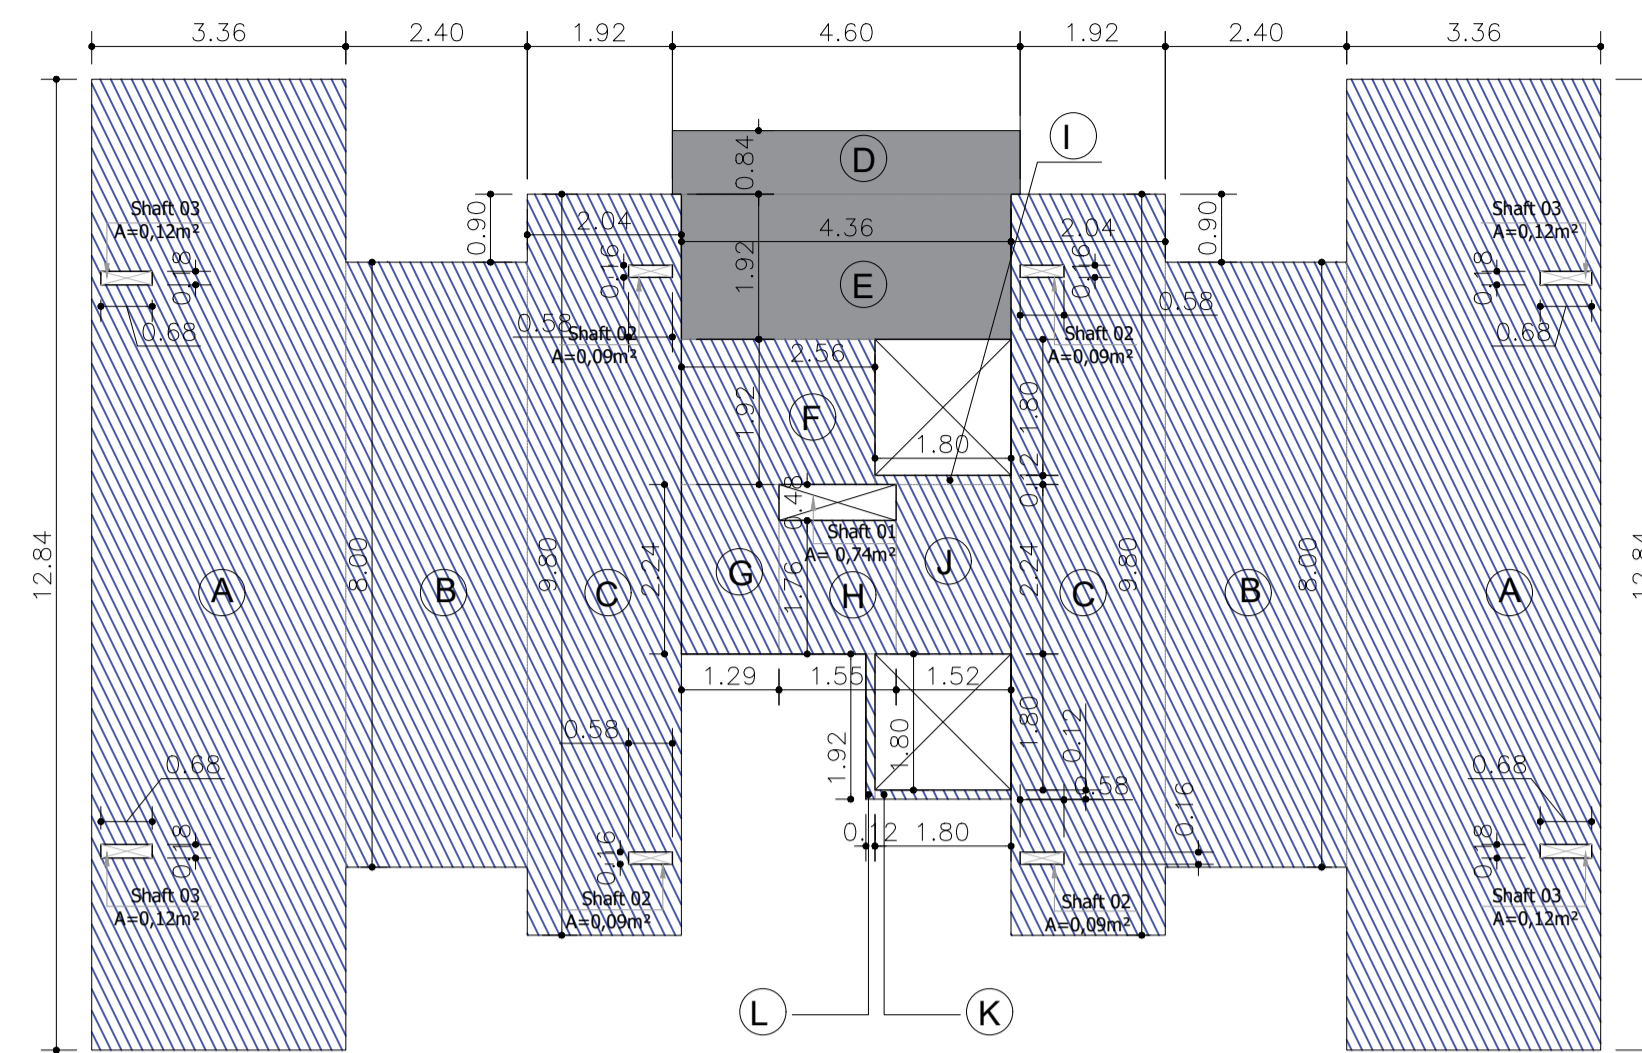 3.36
2.40
1.92
4.60
1.92
2.40
3.36
I
D
0.84
Shaft 03
A=0,12m²
0.90
2.04
4.36
2.04
0.90
Shaft 03
A=0,12m²
0.18
0.16
1.92
E
0.16
0.18
0.68
0.58
Shaft 02
A=0,09m²
0.58
Shaft 02
A=0,09m²
0.68
2.56
1.92
F
1.80
1.80
0.12
0.48
Shaft 01
A= 0,74m²
12.84
8.00
9.80
2.24
G
1.76
H
J
2.24
9.80
8.00
12.84
A
B
C
C
B
A
1.29
1.55
1.52
0.58
1.92
1.80
1.80
0.12
0.58
0.68
0.68
0.12
1.80
0.16
0.18
0.16
0.18
Shaft 03
A=0,12m²
Shaft 02
A=0,09m²
Shaft 02
A=0,09m²
Shaft 03
A=0,12m²
L
K